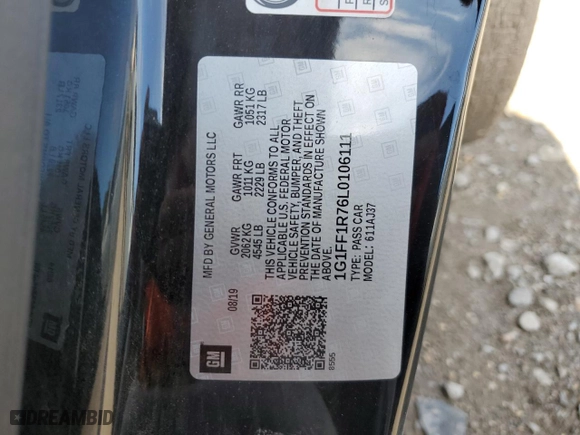 MFD BY GENERAL MOTORS LLC
08/19
GVWR GAWR FRT GAWR RR
2062 KG 1011 KG 1051 KG
4545 LB 2229 LB 2317 LB
THIS VEHICLE CONFORMS TO ALL
APPLICABLE U.S. FEDERAL MOTOR
VEHICLE SAFETY, BUMPER, AND THEFT
PREVENTION STANDARDS IN EFFECT ON
THE DATE OF MANUFACTURE SHOWN
ABOVE.
1G1FF1R76L0106111
TYPE: PASS CAR
MODEL: 611AJ37
GM
DREAMBID